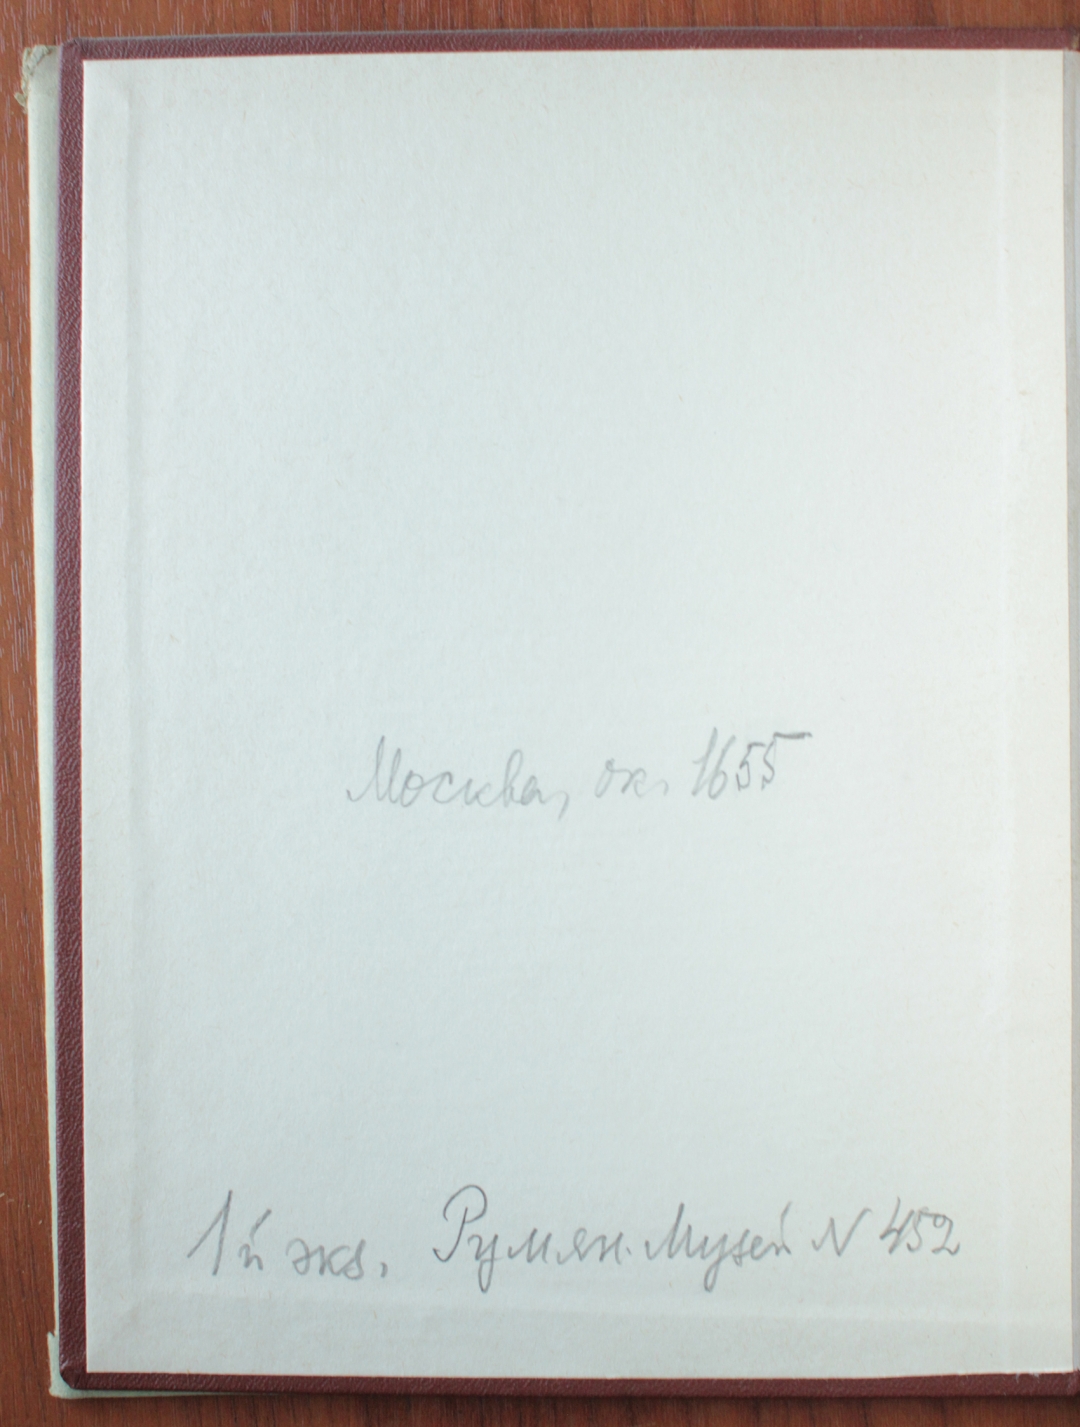 Москва, ок. 1655
1й экз. Румян. Музей N 452